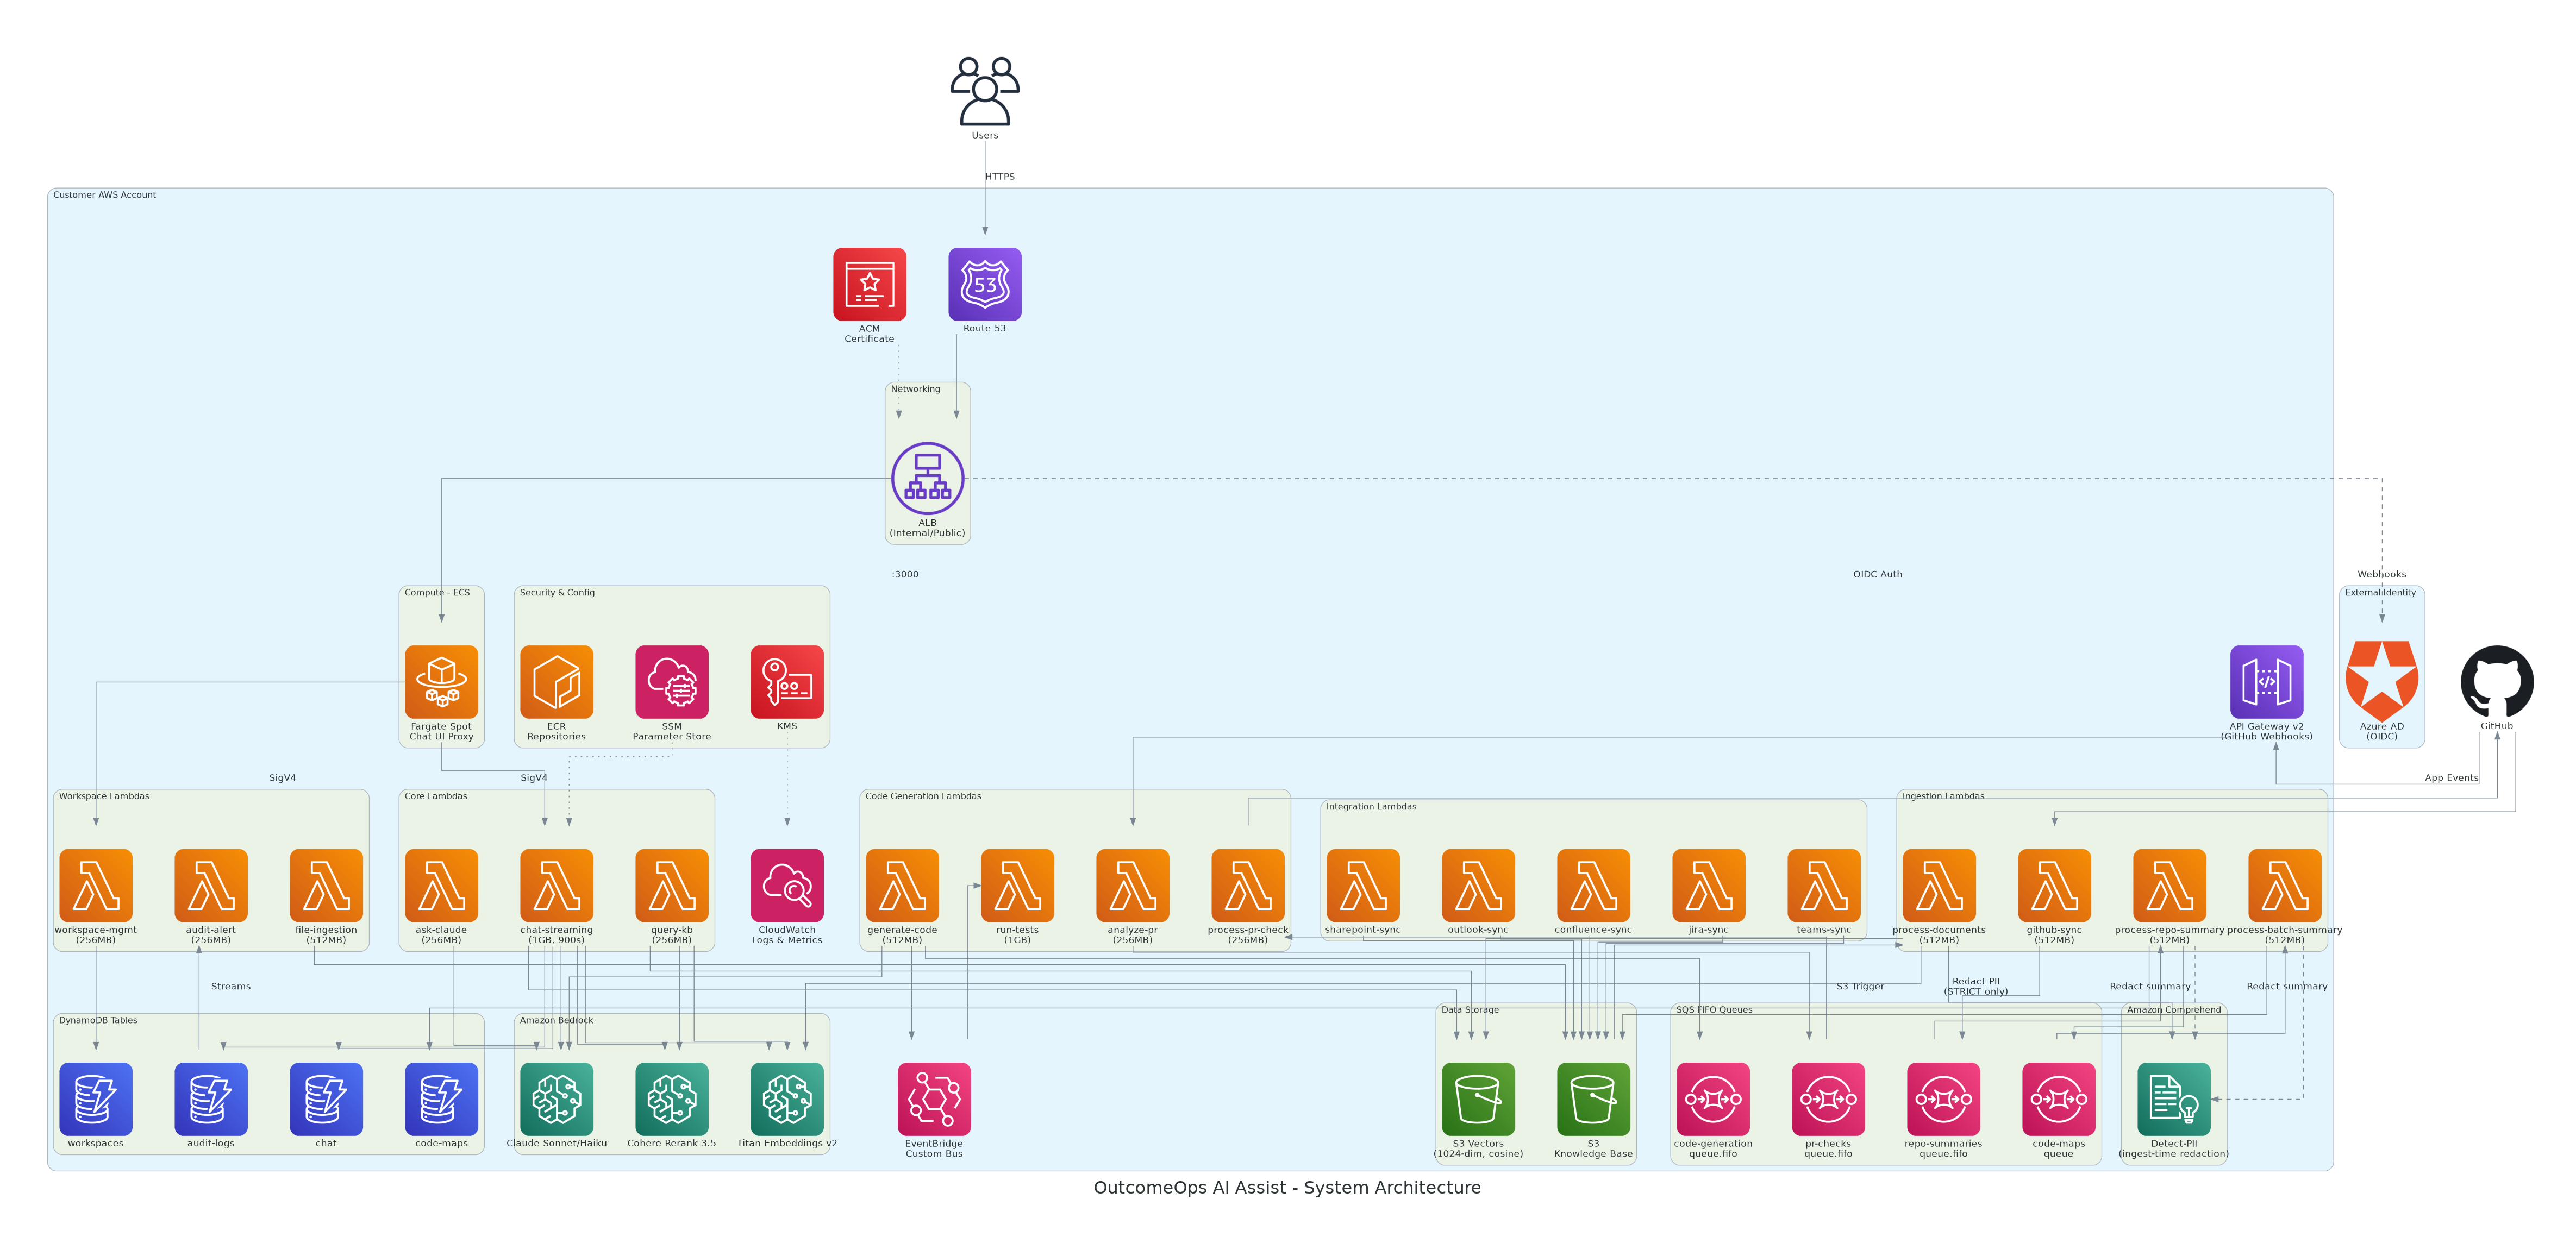 Users
HTTPS
Customer AWS Account
53
ACM
Certificate
Route 53
Networking
ALB
(Internal/Public)
:3000
OIDC Auth
Webhooks
Compute - ECS
Security & Config
External Identity
Fargate Spot
Chat UI Proxy
ECR
Repositories
SSM
Parameter Store
KMS
API Gateway v2
(GitHub Webhooks)
Azure AD
(OIDC)
GitHub
SigV4
SigV4
App Events
Workspace Lambdas
Core Lambdas
Code Generation Lambdas
Integration Lambdas
Ingestion Lambdas
workspace-mgmt
(256MB)
audit-alert
(256MB)
file-ingestion
(512MB)
ask-claude
(256MB)
chat-streaming
(1GB, 900s)
query-kb
(256MB)
CloudWatch
Logs & Metrics
generate-code
(512MB)
run-tests
(1GB)
analyze-pr
(256MB)
process-pr-check
(256MB)
sharepoint-sync
outlook-sync
confluence-sync
jira-sync
teams-sync
process-documents
(512MB)
github-sync
(512MB)
process-repo-summary
(512MB)
process-batch-summary
(512MB)
Streams
S3 Trigger
Redact PII
(STRICT only)
Redact summary
Redact summary
DynamoDB Tables
Amazon Bedrock
Data Storage
SQS FIFO Queues
Amazon Comprehend
workspaces
audit-logs
chat
code-maps
Claude Sonnet/Haiku
Cohere Rerank 3.5
Titan Embeddings v2
EventBridge
Custom Bus
S3 Vectors
(1024-dim, cosine)
S3
Knowledge Base
code-generation
queue.fifo
pr-checks
queue.fifo
repo-summaries
queue.fifo
code-maps
queue
Detect-PII
(ingest-time redaction)
OutcomeOps AI Assist - System Architecture